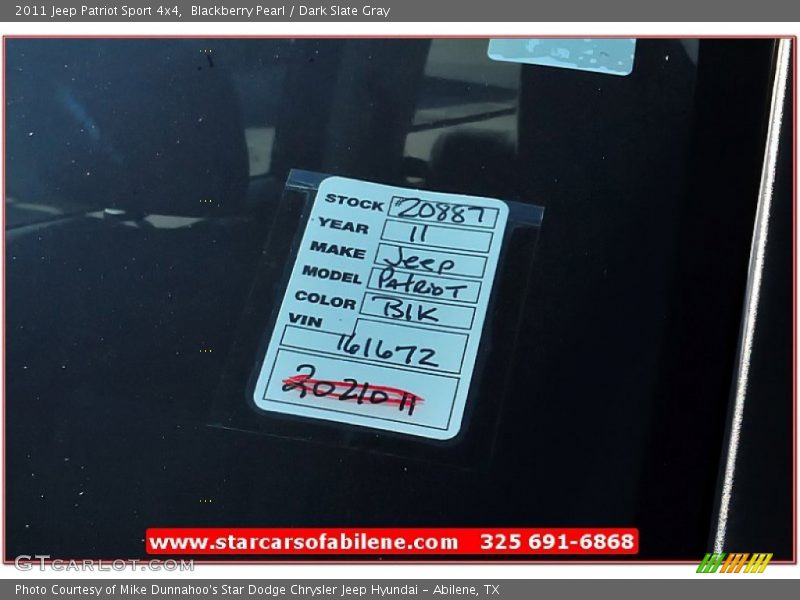 2011 Jeep Patriot Sport 4x4, Blackberry Pearl / Dark Slate Gray
STOCK #20887
YEAR 11
MAKE Jeep
MODEL PATRIOT
COLOR BlK
VIN
161672
2021011
www.starcarsofabilene.com 325 691-6868
GTCARLOT.COM
Photo Courtesy of Mike Dunnahoo's Star Dodge Chrysler Jeep Hyundai - Abilene, TX